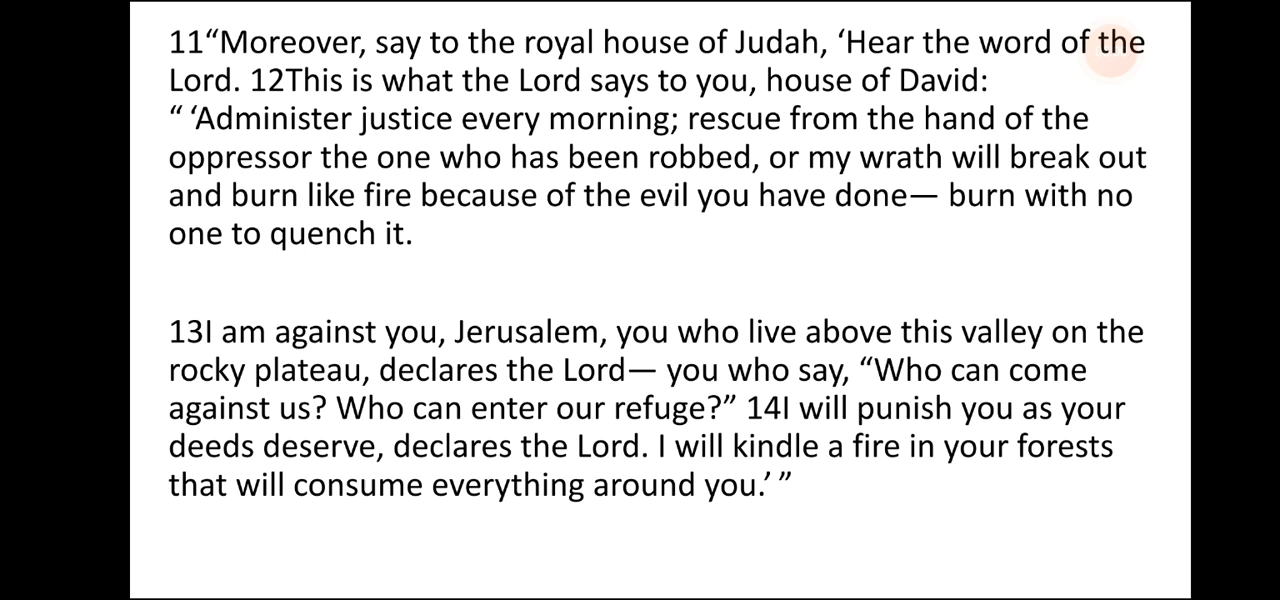 11“Moreover, say to the royal house of Judah, ‘Hear the word of the
Lord. 12This is what the Lord says to you, house of David:
“ ‘Administer justice every morning; rescue from the hand of the
oppressor the one who has been robbed, or my wrath will break out
and burn like fire because of the evil you have done— burn with no
one to quench it.
13I am against you, Jerusalem, you who live above this valley on the
rocky plateau, declares the Lord— you who say, “Who can come
against us? Who can enter our refuge?” 14I will punish you as your
deeds deserve, declares the Lord. I will kindle a fire in your forests
that will consume everything around you.’ ”